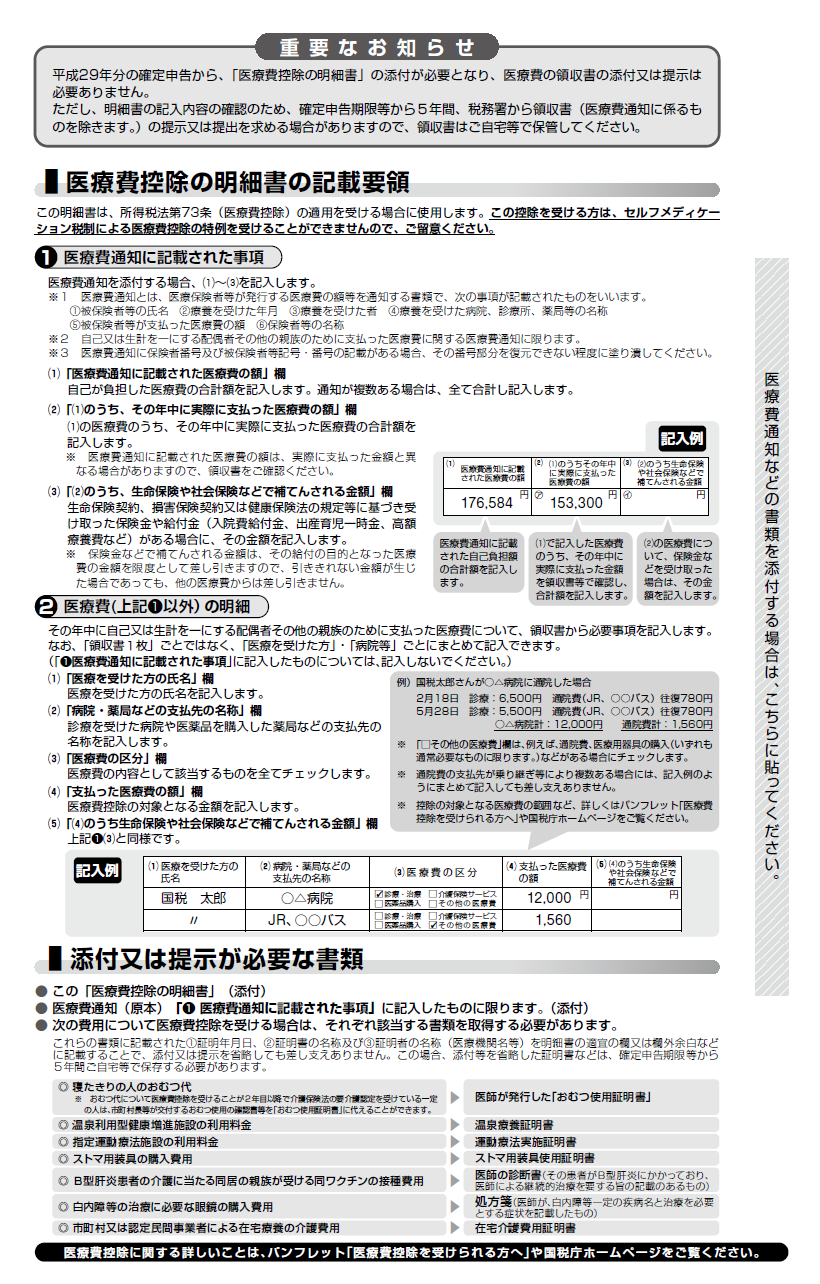 重要なお知らせ
平成29年分の確定申告から、「医療費控除の明細書」の添付が必要となり、医療費の領収書の添付又は提示は
必要ありません。
ただし、明細書の記入内容の確認のため、確定申告期限等から５年間、税務署から領収書（医療費通知に係るも
のを除きます。）の提示又は提出を求める場合がありますので、領収書はご自宅等で保管してください。
医療費控除の明細書の記載要領
この明細書は、所得税法第73条（医療費控除）の適用を受ける場合に使用します。この控除を受ける方は、セルフメディケー
ション税制による医療費控除の特例を受けることができませんので、ご留意ください。
❶ 医療費通知に記載された事項
医療費通知を添付する場合、⑴～⑶を記入します。
※１　医療費通知とは、医療保険者等が発行する医療費の額等を通知する書類で、次の事項が記載されたものをいいます。
①被保険者等の氏名　②療養を受けた年月　③療養を受けた者　④療養を受けた病院、診療所、薬局等の名称
⑤被保険者等が支払った医療費の額　⑥保険者等の名称
※２　自己又は生計を一にする配偶者その他の親族のために支払った医療費に関する医療費通知に限ります。
※３　医療費通知に保険者番号及び被保険者等記号・番号の記載がある場合、その番号部分を復元できない程度に塗り潰してください。
⑴「医療費通知に記載された医療費の額」欄
自己が負担した医療費の合計額を記入します。通知が複数ある場合は、全て合計し記入します。
⑵「⑴のうち、その年中に実際に支払った医療費の額」欄
⑴の医療費のうち、その年中に実際に支払った医療費の合計額を
記入します。
※　医療費通知に記載された医療費の額は、実際に支払った金額と異
なる場合がありますので、領収書をご確認ください。
⑶「⑵のうち、生命保険や社会保険などで補てんされる金額」欄
生命保険契約、損害保険契約又は健康保険法の規定等に基づき受
け取った保険金や給付金（入院費給付金、出産育児一時金、高額
療養費など）がある場合に、その金額を記入します。
※　保険金などで補てんされる金額は、その給付の目的となった医療
費の金額を限度として差し引きますので、引ききれない金額が生じ
た場合であっても、他の医療費からは差し引きません。
記入例
⑴ 医療費通知に記載
された医療費の額
⑵ ⑴のうちその年中
に実際に支払った
医療費の額
⑶ ⑵のうち生命保険
や社会保険などで
補てんされる金額
176,584 円
㋐ 153,300 円
㋑ 円
医療費通知に記載
された自己負担額
の合計額を記入し
ます。
⑴で記入した医療費
のうち、その年中に
実際に支払った金額
を領収書等で確認し、
合計額を記入します。
⑵の医療費につ
いて、保険金な
どを受け取った
場合は、その金
額を記入します。
❷ 医療費（上記❶以外）の明細
その年中に自己又は生計を一にする配偶者その他の親族のために支払った医療費について、領収書から必要事項を記入します。
なお、「領収書１枚」ごとではなく、「医療を受けた方」・「病院等」ごとにまとめて記入できます。
（「❶医療費通知に記載された事項」に記入したものについては、記入しないでください。）
⑴「医療を受けた方の氏名」欄
医療を受けた方の氏名を記入します。
⑵「病院・薬局などの支払先の名称」欄
診療を受けた病院や医薬品を購入した薬局などの支払先の
名称を記入します。
⑶「医療費の区分」欄
医療費の内容として該当するものを全てチェックします。
⑷「支払った医療費の額」欄
医療費控除の対象となる金額を記入します。
⑸「⑷のうち生命保険や社会保険などで補てんされる金額」欄
上記❶⑶と同様です。
例）国税太郎さんが〇△病院に通院した場合
2月18日　診療：6,500円　通院費（JR、〇〇バス）往復780円
5月28日　診療：5,500円　通院費（JR、〇〇バス）往復780円
〇△病院計：12,000円　通院費計：1,560円
※　「□その他の医療費」欄は、例えば、通院費、医療用器具の購入（いずれも
通常必要なものに限ります。）などがある場合にチェックします。
※　通院費の支払先が乗り継ぎ等により複数ある場合には、記入例のよ
うにまとめて記入しても差し支えありません。
※　控除の対象となる医療費の範囲など、詳しくはパンフレット「医療費
控除を受けられる方へ」や国税庁ホームページをご覧ください。
記入例
⑴医療を受けた方の
氏名
⑵病院・薬局などの
支払先の名称
⑶医療費の区分
⑷支払った医療費
の額
⑸⑷のうち生命保険
や社会保険などで
補てんされる金額
国税　太郎
〇△病院
☑診療・治療　□介護保険サービス
□医薬品購入　□その他の医療費
12,000 円
円
〃
JR、〇〇バス
□診療・治療　□介護保険サービス
□医薬品購入　☑その他の医療費
1,560
添付又は提示が必要な書類
● この「医療費控除の明細書」（添付）
● 医療費通知（原本）「❶ 医療費通知に記載された事項」に記入したものに限ります。（添付）
● 次の費用について医療費控除を受ける場合は、それぞれ該当する書類を取得する必要があります。
これらの書類に記載された①証明年月日、②証明書の名称及び③証明者の名称（医療機関名等）を明細書の適宜の欄又は欄外余白など
に記載することで、添付又は提示を省略しても差し支えありません。この場合、添付等を省略した証明書などは、確定申告期限等から
５年間ご自宅等で保存する必要があります。
◎ 寝たきりの人のおむつ代
※　おむつ代について医療費控除を受けることが２年目以降で介護保険法の要介護認定を受けている一定
の人は、市町村長等が交付するおむつ使用の確認書等を「おむつ使用証明書」に代えることができます。
医師が発行した「おむつ使用証明書」
◎ 温泉利用型健康増進施設の利用料金
温泉療養証明書
◎ 指定運動療法施設の利用料金
運動療法実施証明書
◎ ストマ用装具の購入費用
ストマ用装具使用証明書
◎ Ｂ型肝炎患者の介護に当たる同居の親族が受ける同ワクチンの接種費用
医師の診断書（その患者がＢ型肝炎にかかっており、
医師による継続的治療を要する旨の記載のあるもの）
◎ 白内障等の治療に必要な眼鏡の購入費用
処方箋（医師が、白内障等一定の疾病名と治療を必要
とする症状を記載したもの）
◎ 市町村又は認定民間事業者による在宅療養の介護費用
在宅介護費用証明書
医療費控除に関する詳しいことは、パンフレット「医療費控除を受けられる方へ」や国税庁ホームページをご覧ください。
医療費通知などの書類を添付する場合は、こちらに貼ってください。